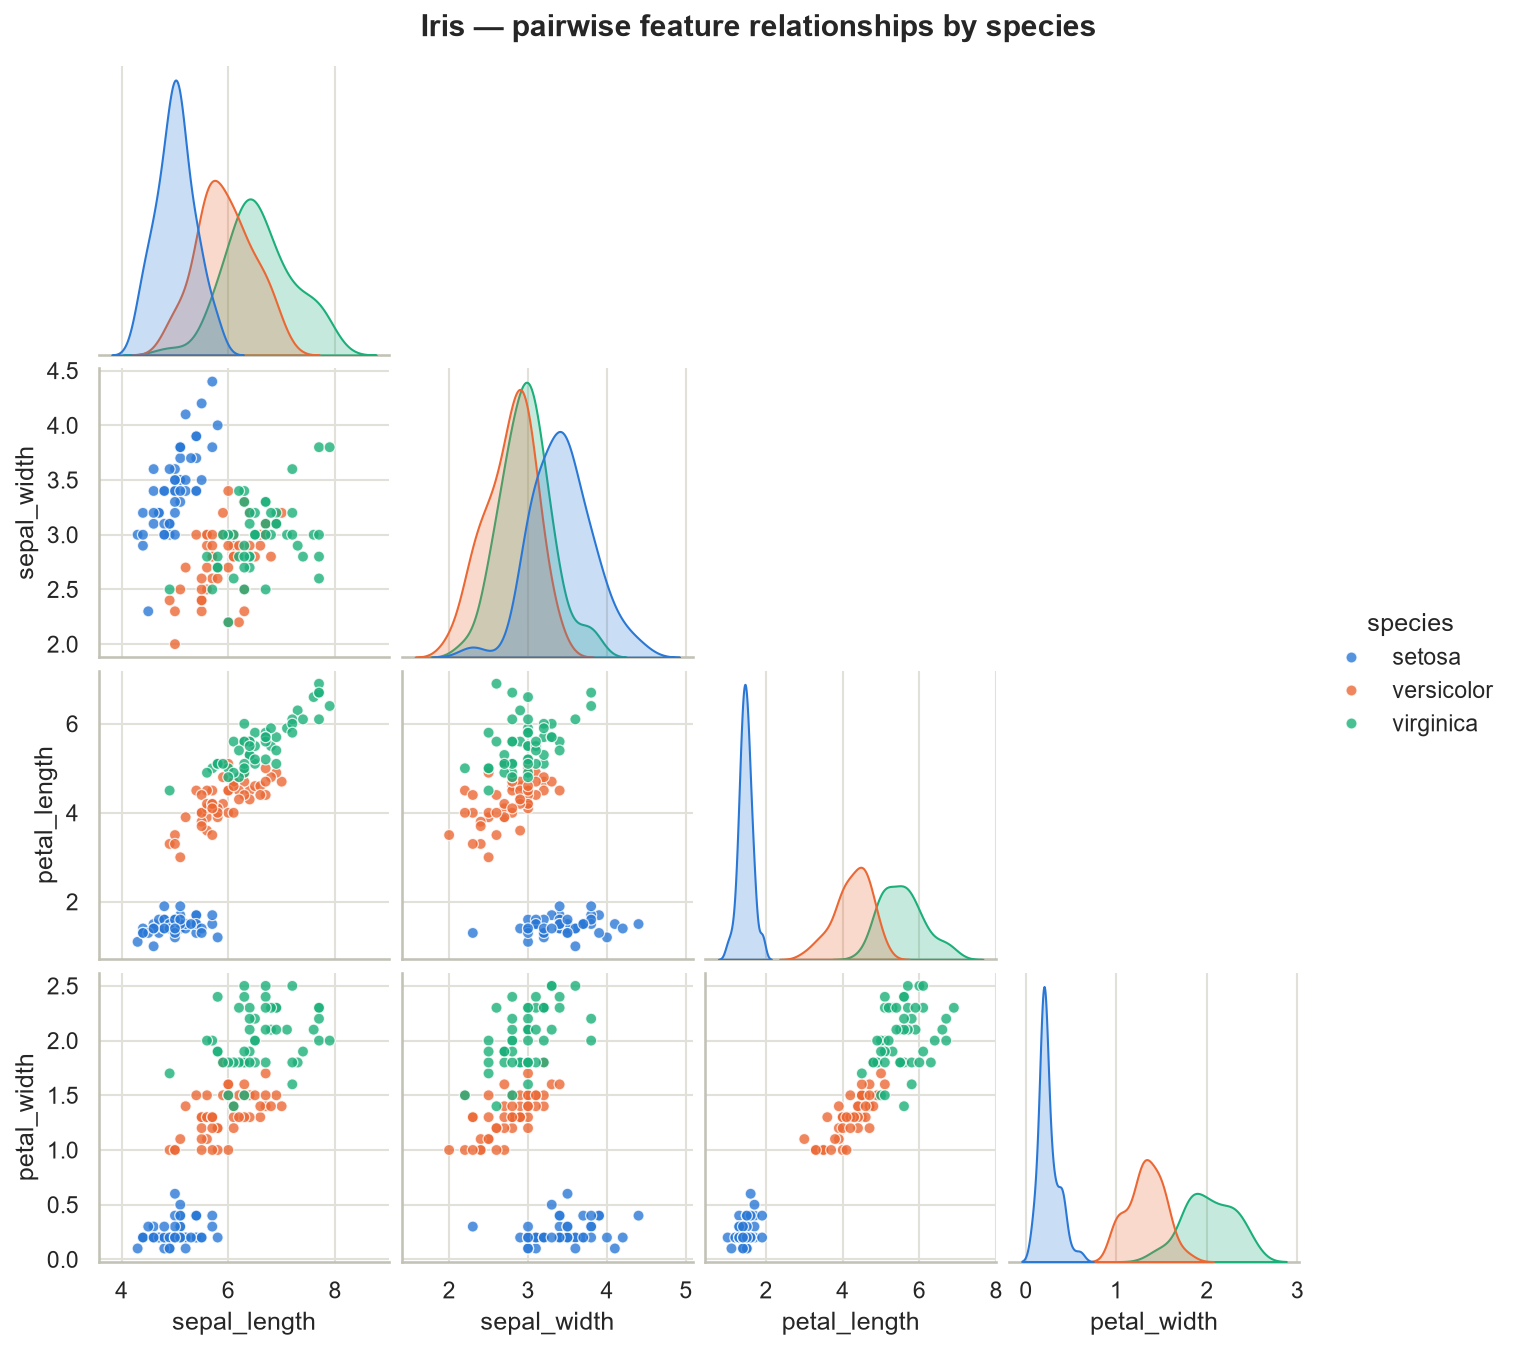 Iris — pairwise feature relationships by species
4.5
4.0
3.5
3.0
2.5
2.0
sepal_width
6
4
2
petal_length
2.5
2.0
1.5
1.0
0.5
0.0
petal_width
4 6 8
sepal_length
2 3 4 5
sepal_width
2 4 6 8
petal_length
0 1 2 3
petal_width
species
setosa
versicolor
virginica